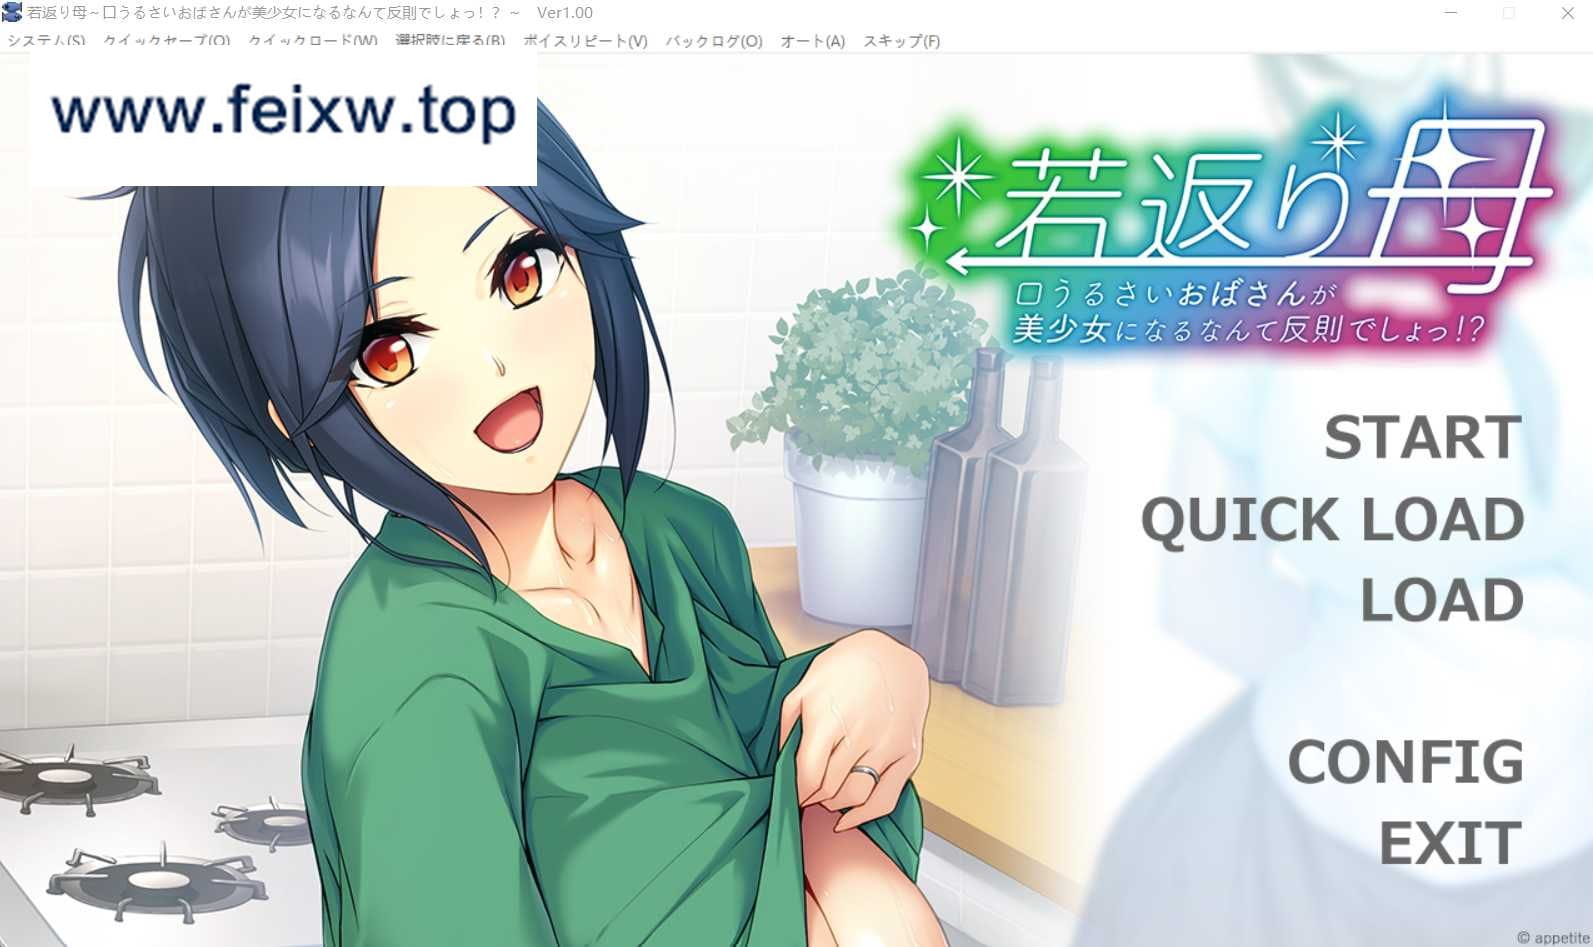 若返り母～口うるさいおばさんが美少女になるなんて反則でしょっ！？～ Ver1.00
システム(S) クイックセーブ(Q) クイックロード(W) 選択肢に戻る(B) ボイスリピート(V) バックログ(O) オート(A) スキップ(F)
www.feixw.top
若返り母
口うるさいおばさんが
美少女になるなんて反則でしょっ!?
START
QUICK LOAD
LOAD
CONFIG
EXIT
© appetite